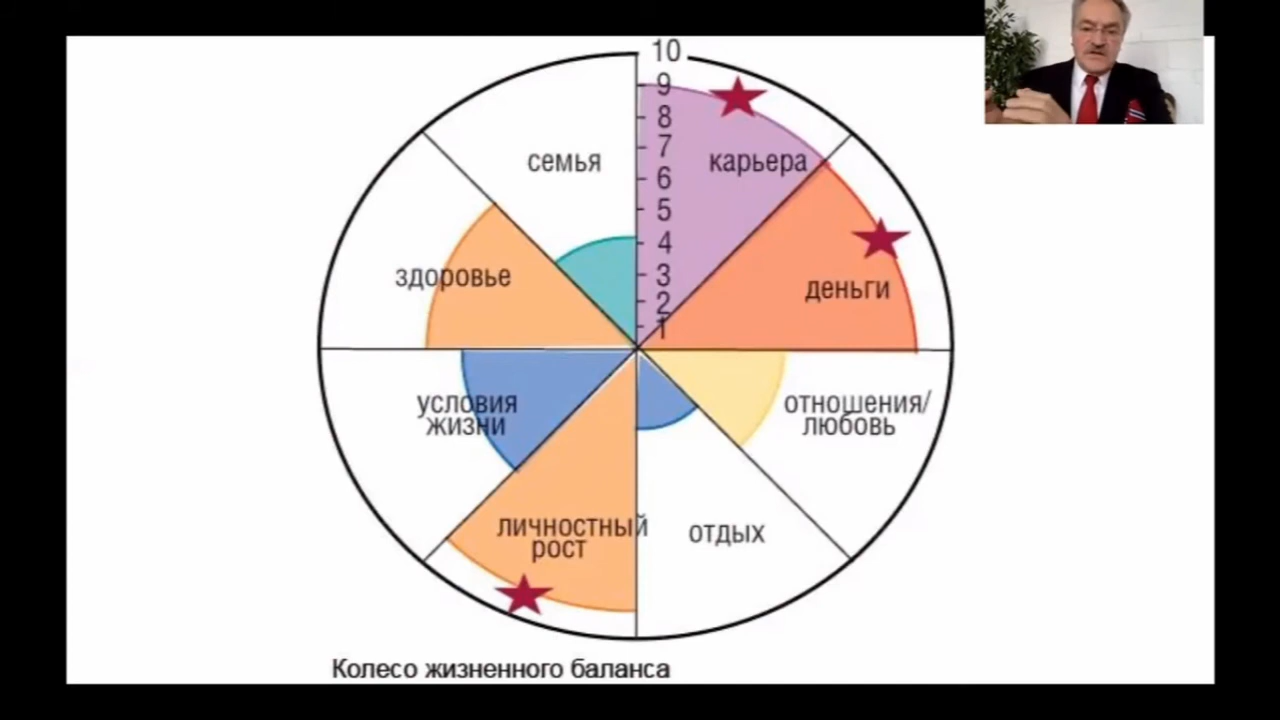 10
9
8
7
6
5
4
3
2
1
семья
карьера
здоровье
деньги
условия
жизни
отношения/
любовь
личностный
рост
отдых
Колесо жизненного баланса